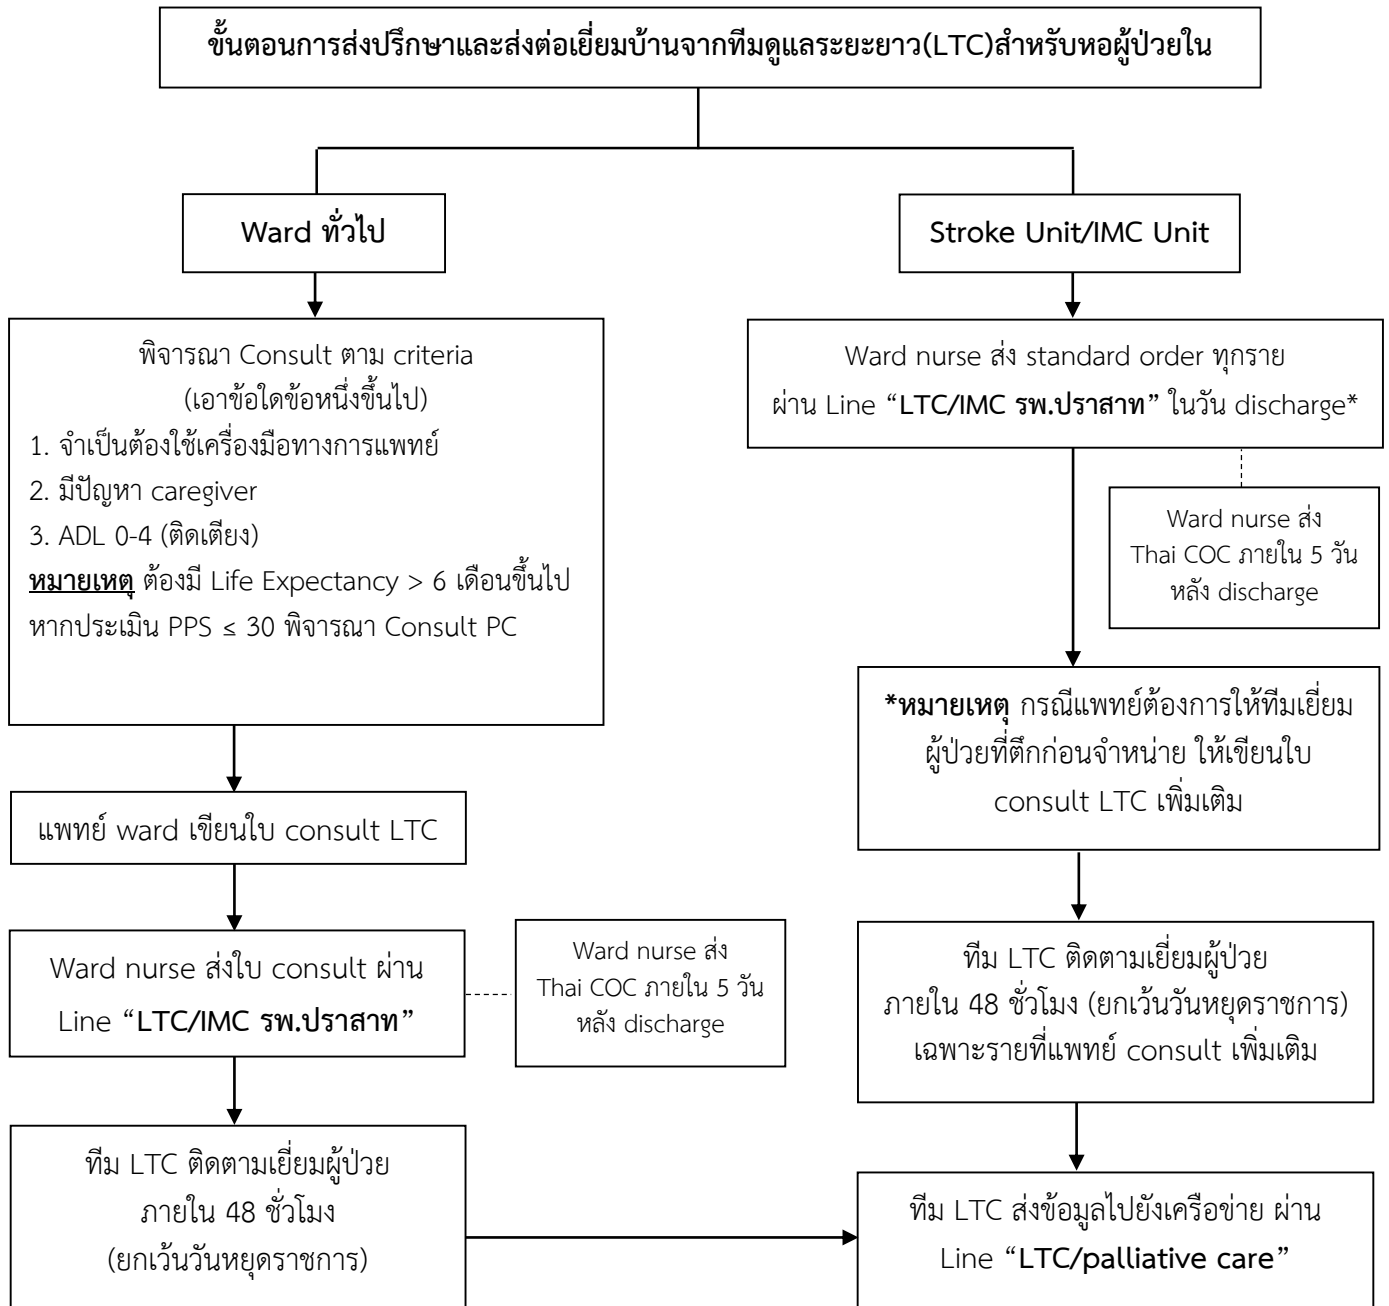 ขั้นตอนการส่งปรึกษาและส่งต่อเยี่ยมบ้านจากทีมดูแลระยะยาว(LTC)สำหรับหอผู้ป่วยใน
Ward ทั่วไป
พิจารณา Consult ตาม criteria
(เอาข้อใดข้อหนึ่งขึ้นไป)
1. จำเป็นต้องใช้เครื่องมือทางการแพทย์
2. มีปัญหา caregiver
3. ADL 0-4 (ติดเตียง)
หมายเหตุ ต้องมี Life Expectancy > 6 เดือนขึ้นไป
หากประเมิน PPS ≤ 30 พิจารณา Consult PC
แพทย์ ward เขียนใบ consult LTC
Ward nurse ส่งใบ consult ผ่าน
Line “LTC/IMC รพ.ปราสาท”
Ward nurse ส่ง
Thai COC ภายใน 5 วัน
หลัง discharge
ทีม LTC ติดตามเยี่ยมผู้ป่วย
ภายใน 48 ชั่วโมง
(ยกเว้นวันหยุดราชการ)
Stroke Unit/IMC Unit
Ward nurse ส่ง standard order ทุกราย
ผ่าน Line “LTC/IMC รพ.ปราสาท” ในวัน discharge*
Ward nurse ส่ง
Thai COC ภายใน 5 วัน
หลัง discharge
*หมายเหตุ กรณีแพทย์ต้องการให้ทีมเยี่ยม
ผู้ป่วยที่ตึกก่อนจำหน่าย ให้เขียนใบ
consult LTC เพิ่มเติม
ทีม LTC ติดตามเยี่ยมผู้ป่วย
ภายใน 48 ชั่วโมง (ยกเว้นวันหยุดราชการ)
เฉพาะรายที่แพทย์ consult เพิ่มเติม
ทีม LTC ส่งข้อมูลไปยังเครือข่าย ผ่าน
Line “LTC/palliative care”